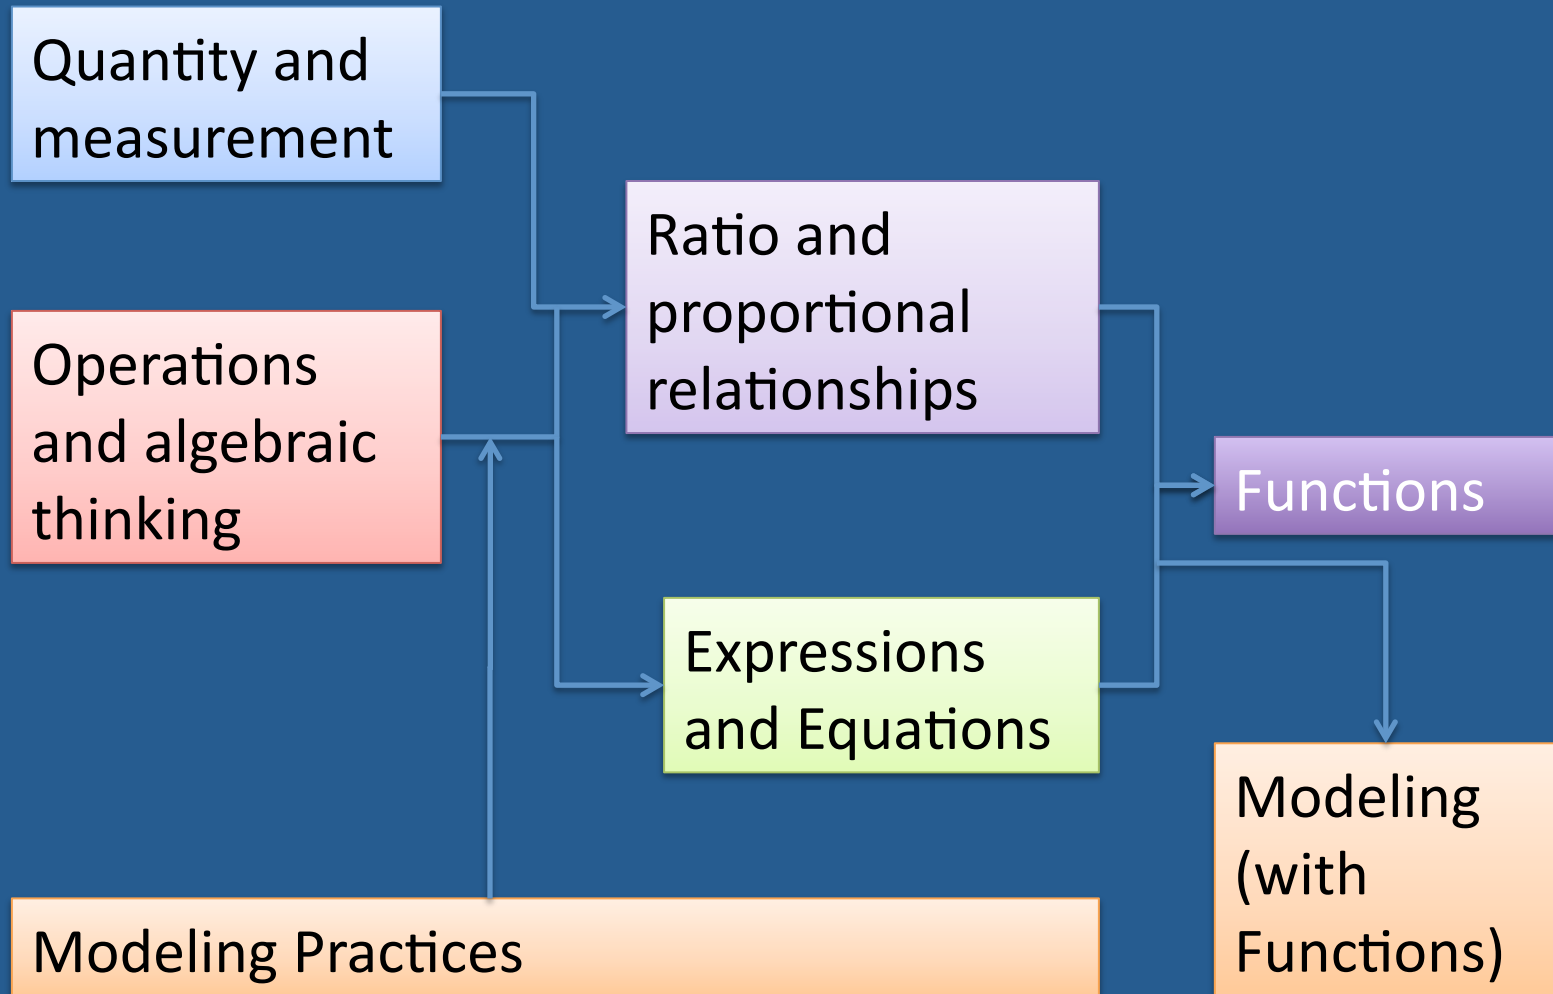 Quantity and
measurement
Ratio and
proportional
relationships
Operations
and algebraic
thinking
Functions
Expressions
and Equations
Modeling
(with
Functions)
Modeling Practices